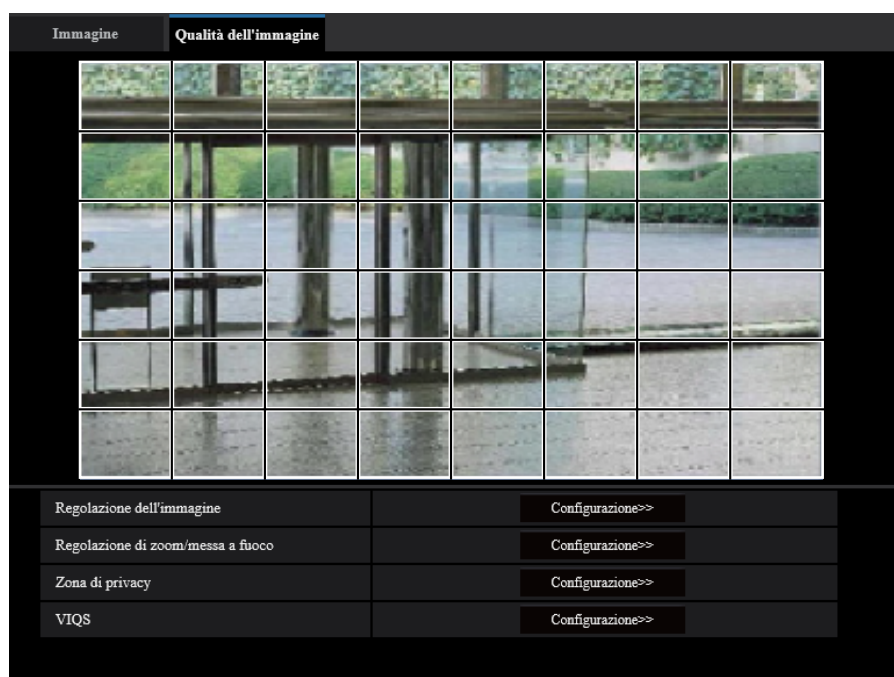 Immagine
Qualità dell'immagine
Regolazione dell'immagine Configurazione>>
Regolazione di zoom/messa a fuoco Configurazione>>
Zona di privacy Configurazione>>
VIQS Configurazione>>